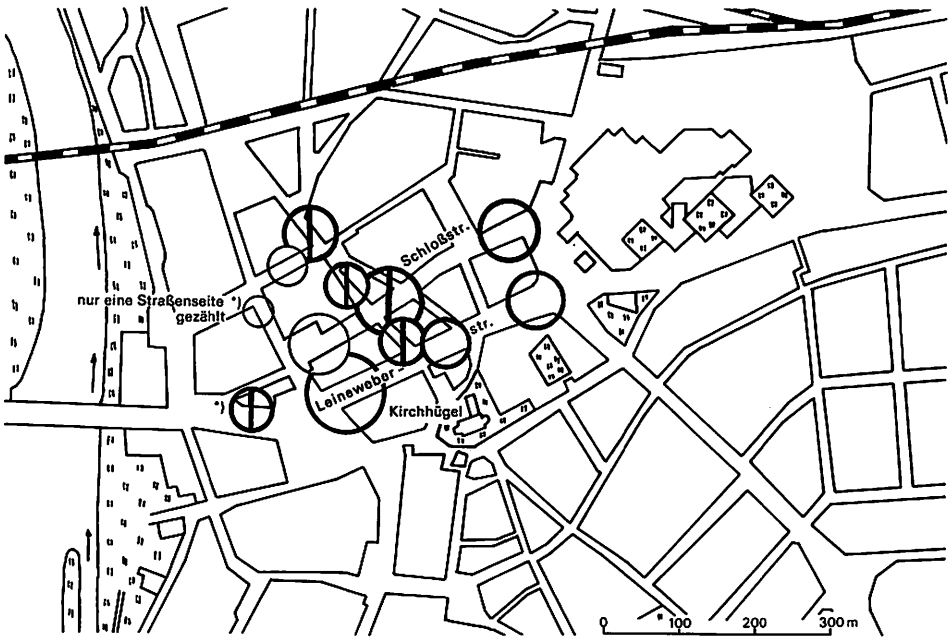 Schloßstr.
nur eine Straßenseite *)
gezählt
str.
Leineweber-
*)
Kirchhügel
0 100 200 300 m